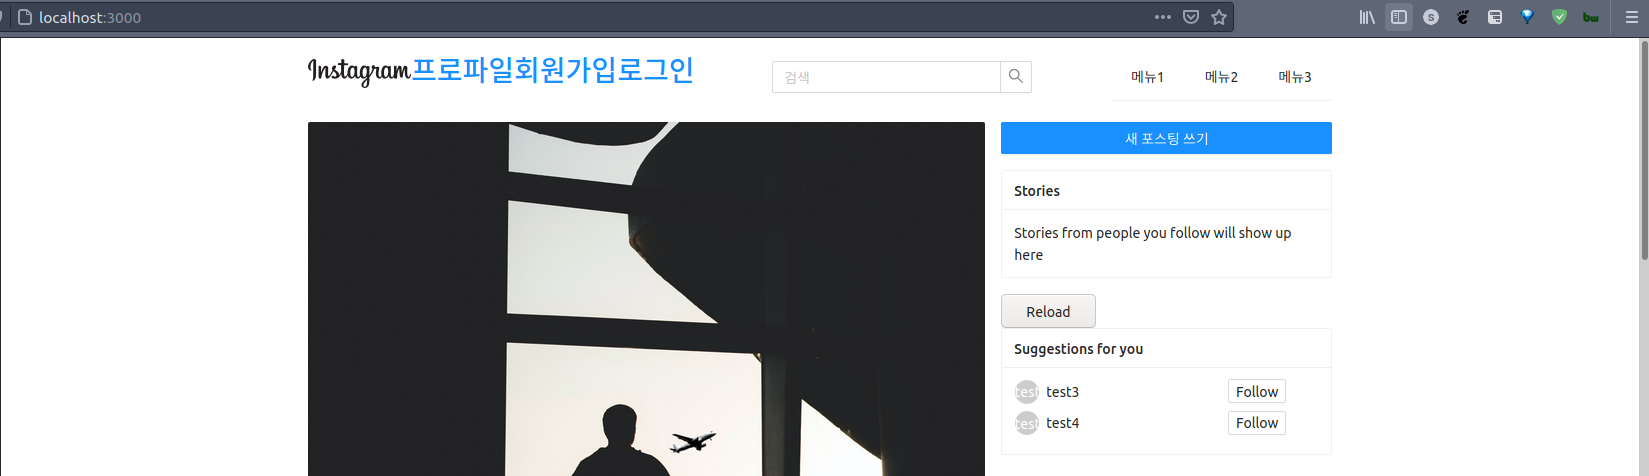 localhost:3000
Instagram프로파일회원가입로그인
검색
메뉴1 메뉴2 메뉴3
새 포스팅 쓰기
Stories
Stories from people you follow will show up
here
Reload
Suggestions for you
test test3 Follow
test test4 Follow
S
bw